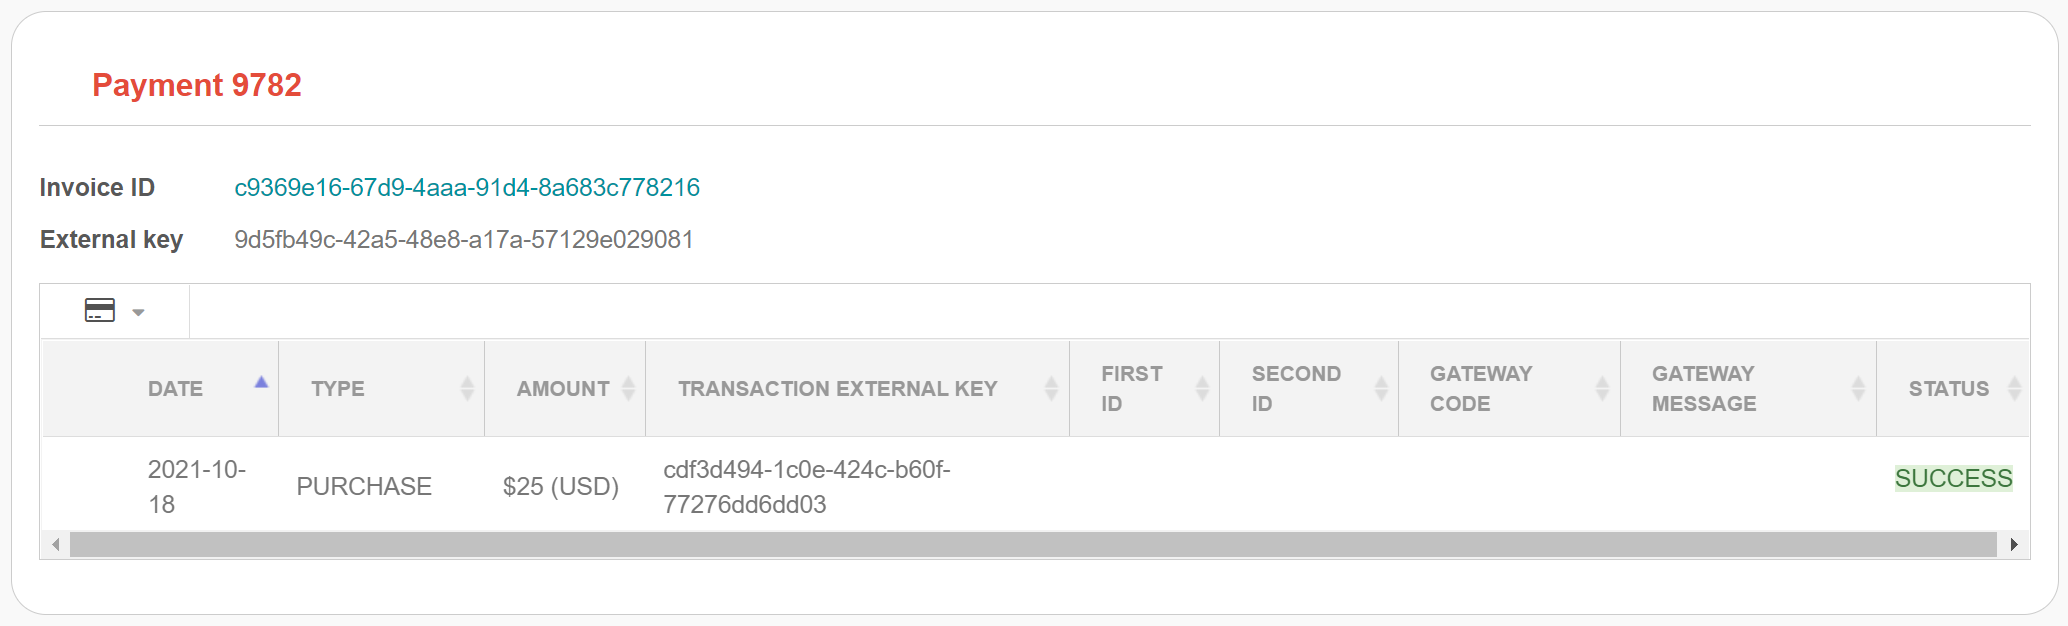 Payment 9782
Invoice ID c9369e16-67d9-4aaa-91d4-8a683c778216
External key 9d5fb49c-42a5-48e8-a17a-57129e029081
DATE TYPE AMOUNT TRANSACTION EXTERNAL KEY FIRST ID SECOND ID GATEWAY CODE GATEWAY MESSAGE STATUS
2021-10-18 PURCHASE $25 (USD) cdf3d494-1c0e-424c-b60f-77276dd6dd03 SUCCESS